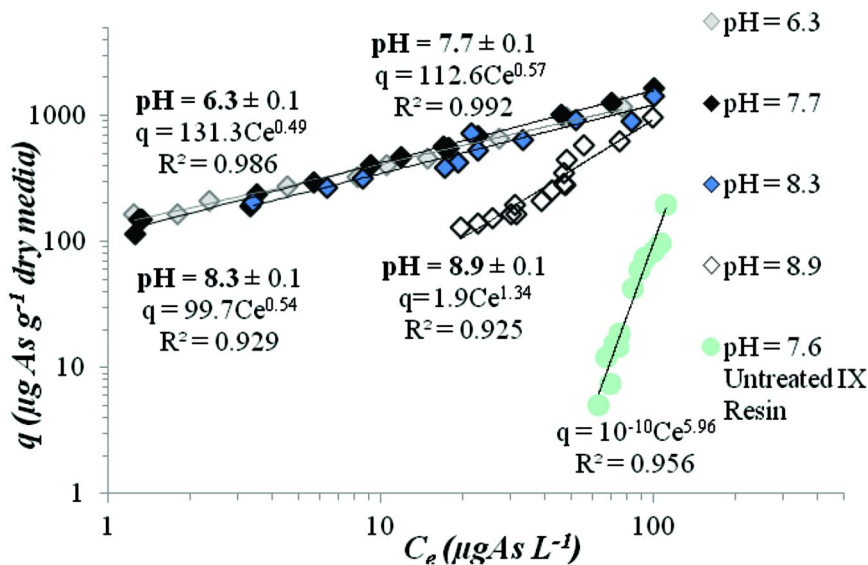 q (µg As g⁻¹ dry media)
1000
100
10
1
pH = 7.7 ± 0.1
q = 112.6Ce^0.57
R² = 0.992
pH = 6.3 ± 0.1
q = 131.3Ce^0.49
R² = 0.986
pH = 8.3 ± 0.1
q = 99.7Ce^0.54
R² = 0.929
pH = 8.9 ± 0.1
q=1.9Ce^1.34
R² = 0.925
q = 10^-10Ce^5.96
R² = 0.956
1
10
100
C_e (µgAs L⁻¹)
pH = 6.3
pH = 7.7
pH = 8.3
pH = 8.9
pH = 7.6
Untreated IX
Resin